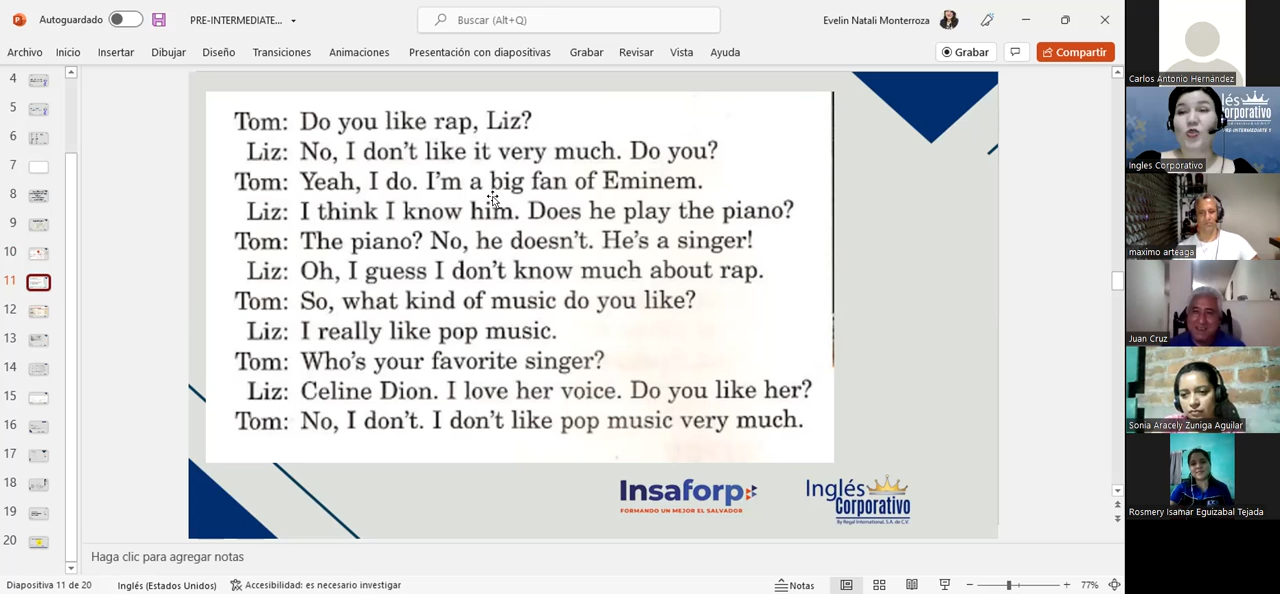 Autoguardado
PRE-INTERMEDIATE...
Buscar (Alt+Q)
Evelin Natali Monterroza
Archivo Inicio Insertar Dibujar Diseño Transiciones Animaciones Presentación con diapositivas Grabar Revisar Vista Ayuda
Grabar
Compartir
4
5
6
7
8
9
10
11
12
13
14
15
16
17
18
19
20
Tom: Do you like rap, Liz?
Liz: No, I don't like it very much. Do you?
Tom: Yeah, I do. I'm a big fan of Eminem.
Liz: I think I know him. Does he play the piano?
Tom: The piano? No, he doesn't. He's a singer!
Liz: Oh, I guess I don't know much about rap.
Tom: So, what kind of music do you like?
Liz: I really like pop music.
Tom: Who's your favorite singer?
Liz: Celine Dion. I love her voice. Do you like her?
Tom: No, I don't. I don't like pop music very much.
Insaforp
FORMANDO UN MEJOR EL SALVADOR
Inglés
Corporativo
By Regal International, S.A. de C.V.
Haga clic para agregar notas
Diapositiva 11 de 20
Inglés (Estados Unidos)
Accesibilidad: es necesario investigar
Notas
77%
Carlos Antonio Hernández
Ingles Corporativo
maximo arteaga
Juan Cruz
Sonia Aracely Zuniga Aguilar
Rosmery Isamar Eguizabal Tejada